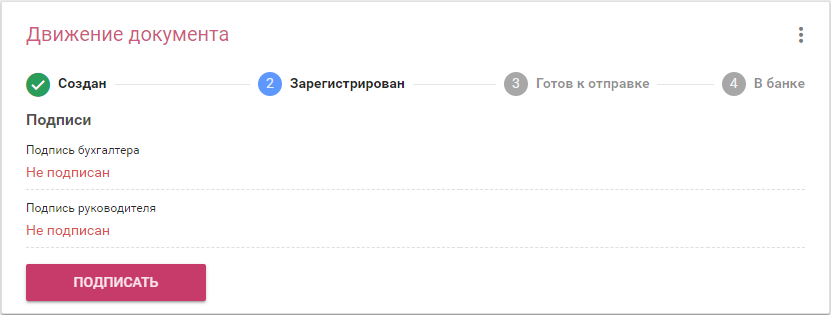 Движение документа
Создан 2 Зарегистрирован 3 Готов к отправке 4 В банке
Подписи
Подпись бухгалтера
Не подписан
Подпись руководителя
Не подписан
ПОДПИСАТЬ